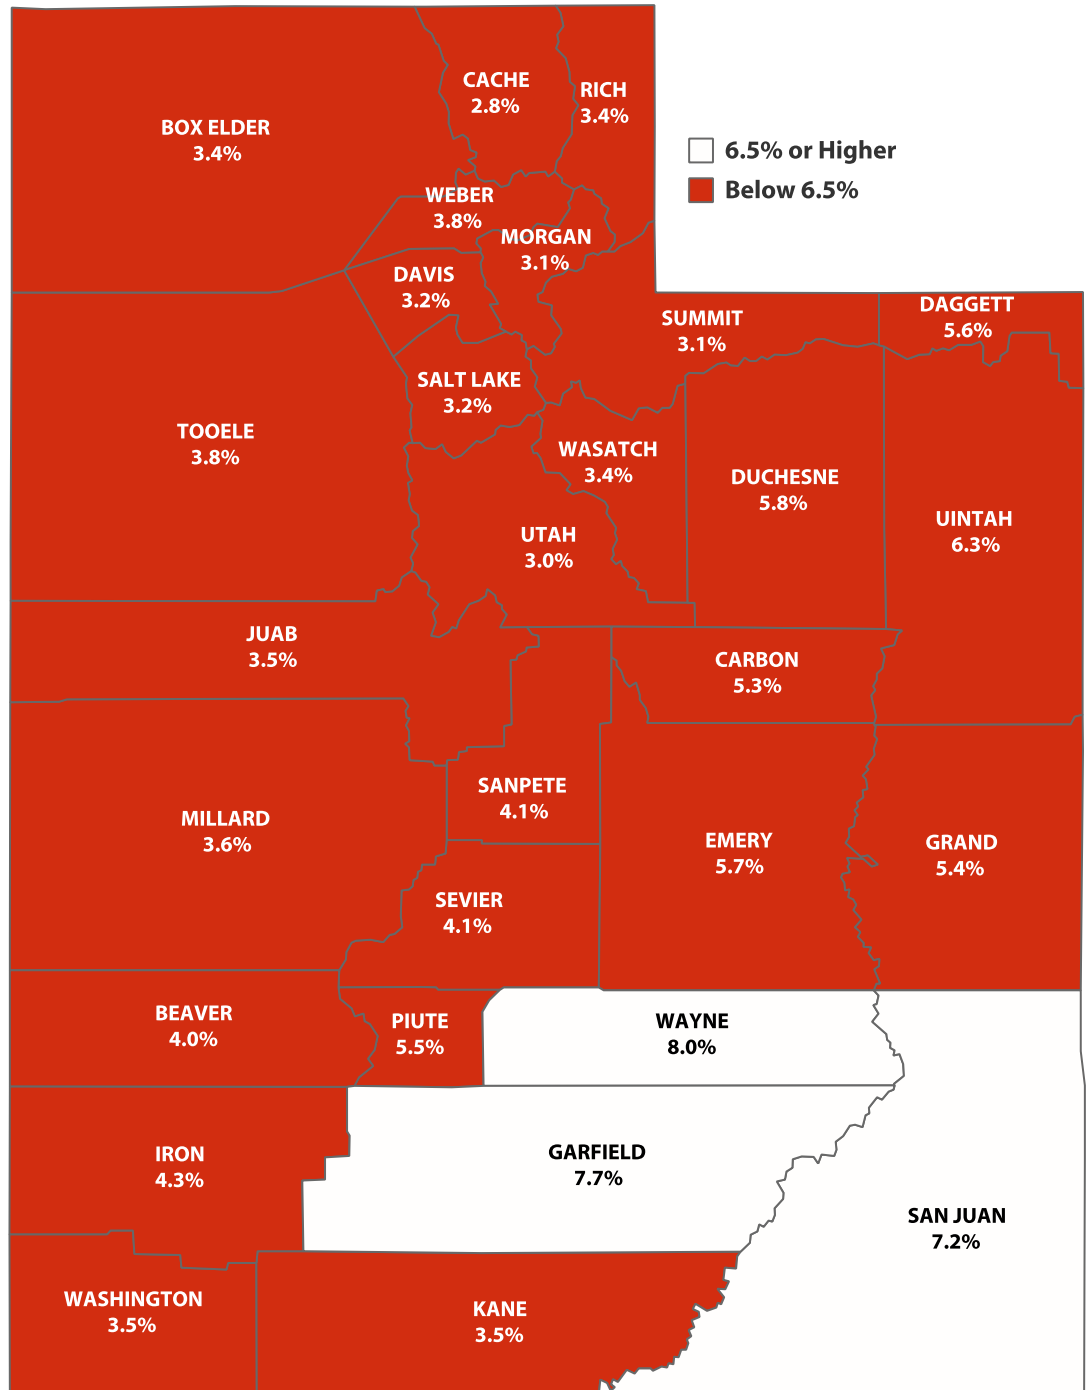 CACHE
2.8%
RICH
3.4%
BOX ELDER
3.4%
6.5% or Higher
Below 6.5%
WEBER
3.8%
MORGAN
3.1%
DAVIS
3.2%
SUMMIT
3.1%
DAGGETT
5.6%
SALT LAKE
3.2%
TOOELE
3.8%
WASATCH
3.4%
DUCHESNE
5.8%
UINTAH
6.3%
UTAH
3.0%
JUAB
3.5%
CARBON
5.3%
SANPETE
4.1%
MILLARD
3.6%
EMERY
5.7%
GRAND
5.4%
SEVIER
4.1%
BEAVER
4.0%
PIUTE
5.5%
WAYNE
8.0%
IRON
4.3%
GARFIELD
7.7%
SAN JUAN
7.2%
WASHINGTON
3.5%
KANE
3.5%